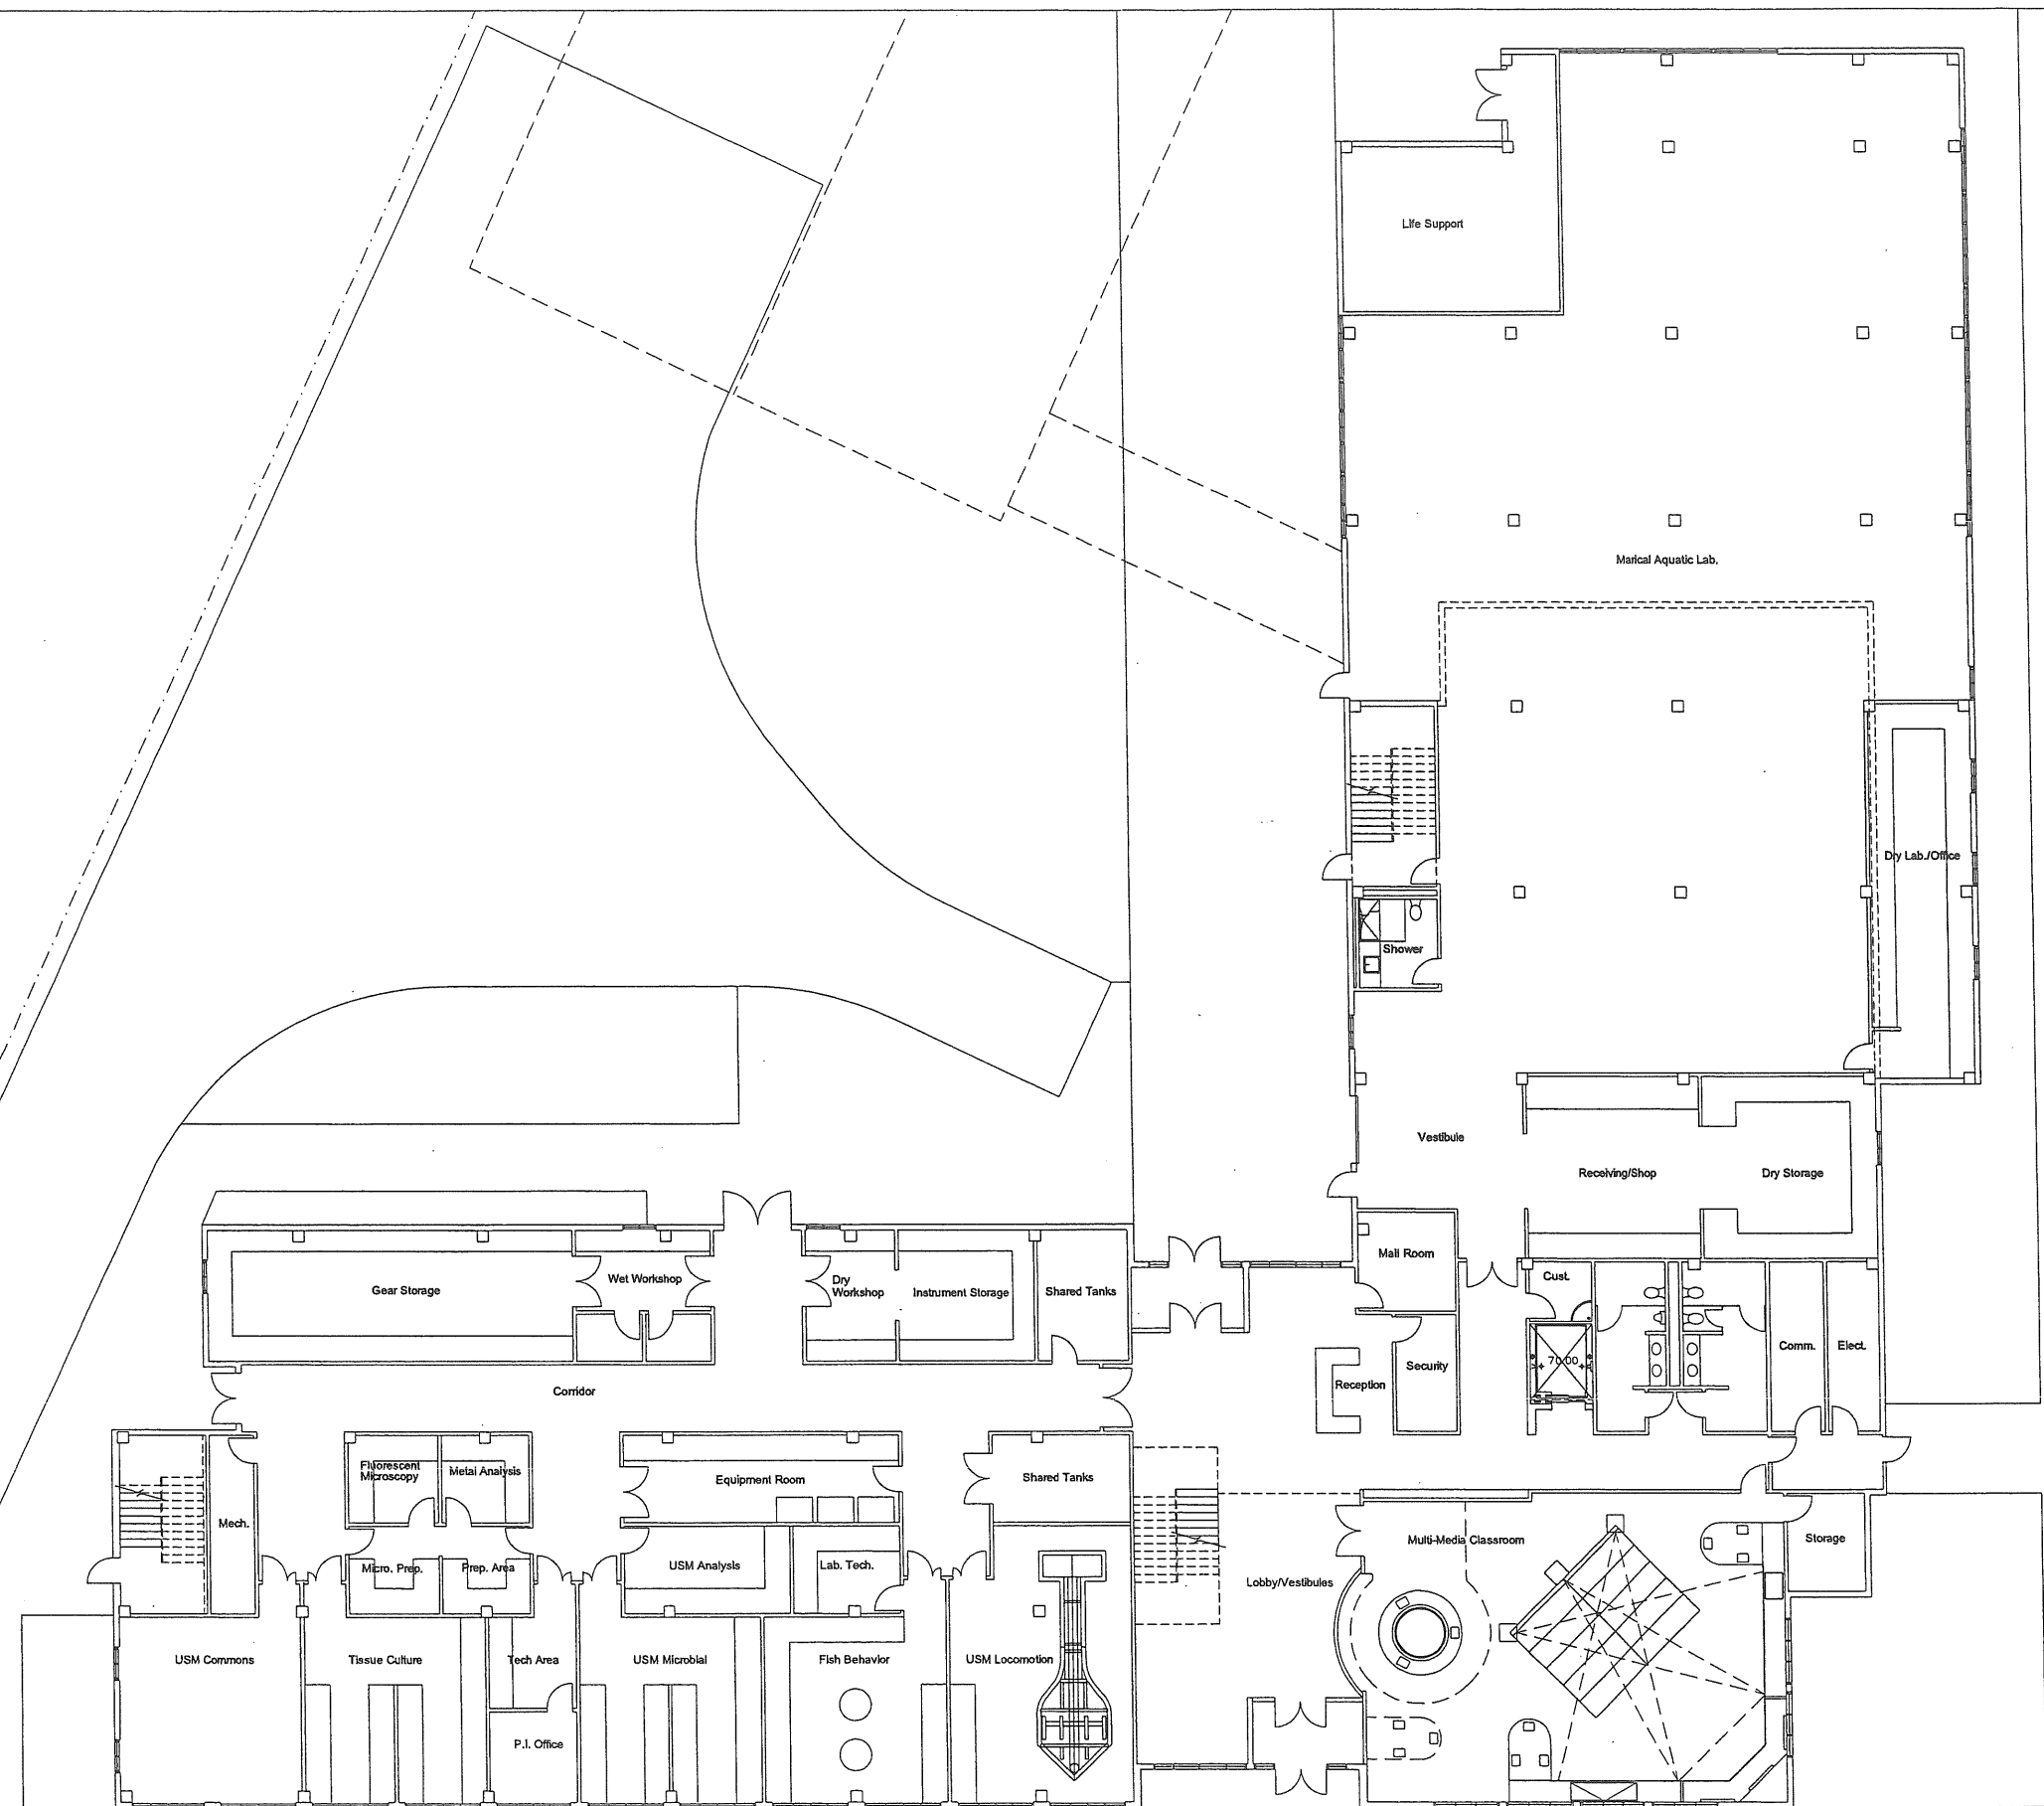 Life Support
Marical Aquatic Lab.
Dry Lab./Office
Shower
Vestibule
Receiving/Shop
Dry Storage
Mail Room
Cust.
Gear Storage
Wet Workshop
Dry
Workshop
Instrument Storage
Shared Tanks
Comm.
Elect.
70.00
Security
Reception
Corridor
Fluorescent
Microscopy
Metal Analysis
Equipment Room
Shared Tanks
Mech.
Multi-Media Classroom
Storage
Micro. Prep.
Prep. Area
USM Analysis
Lab. Tech.
Lobby/Vestibules
USM Commons
Tissue Culture
Tech Area
USM Microbial
Fish Behavior
USM Locomotion
P.I. Office